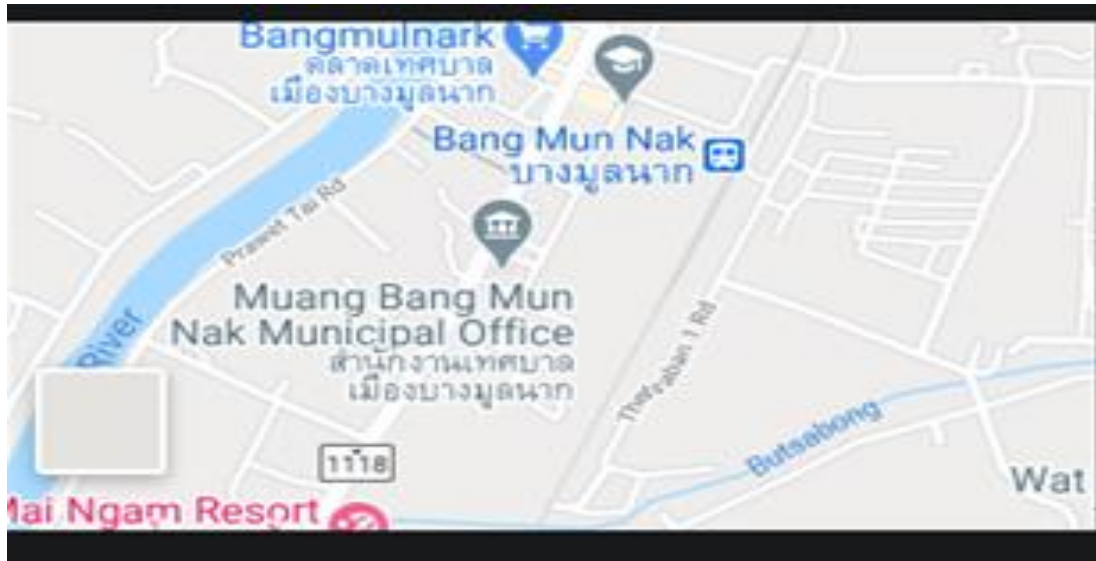 Bangmulnark
ตลาดเทศบาล
เมืองบางมูลนาก
Bang Mun Nak
บางมูลนาก
Prawet Tai Rd
Muang Bang Mun
Nak Municipal Office
สำนักงานเทศบาล
เมืองบางมูลนาก
River
1118
Butsabong
Wat
Mai Ngam Resort